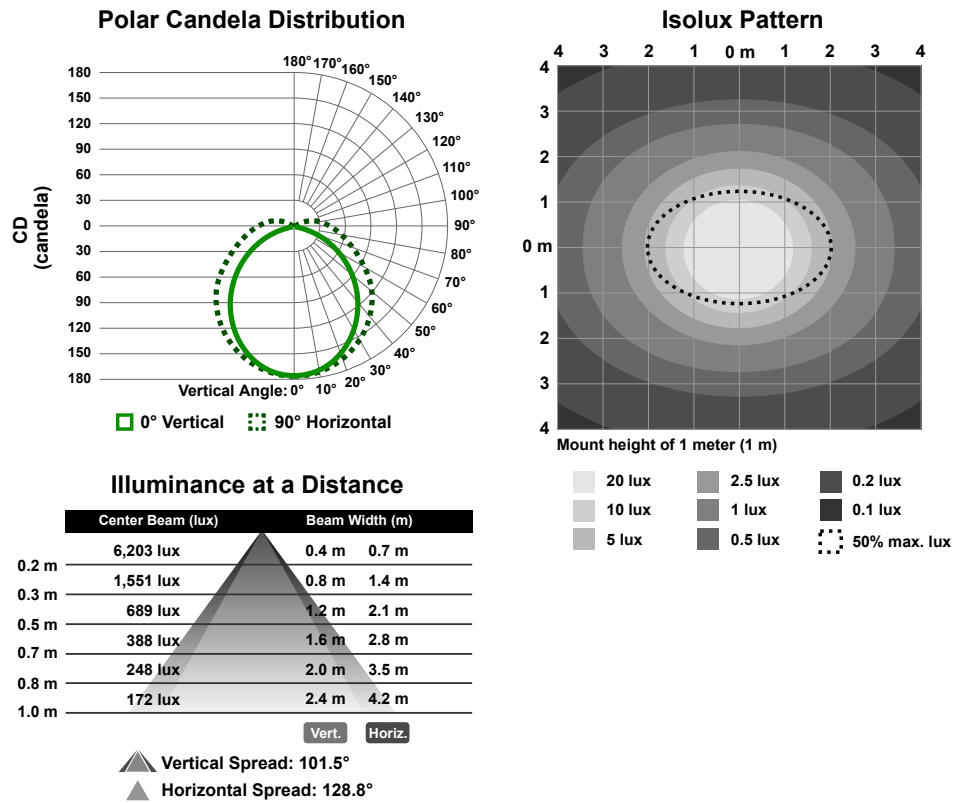 Polar Candela Distribution
180
150
120
90
60
30
0
30
60
90
120
150
180
CD
(candela)
180° 170° 160° 150° 140° 130° 120° 110° 100° 90° 80° 70° 60° 50° 40° 30° 20° 10°
Vertical Angle: 0°
0° Vertical 90° Horizontal
Isolux Pattern
4 3 2 1 0 m 1 2 3 4
4
3
2
1
0 m
1
2
3
4
Mount height of 1 meter (1 m)
20 lux 2.5 lux 0.2 lux
10 lux 1 lux 0.1 lux
5 lux 0.5 lux 50% max. lux
Illuminance at a Distance
Center Beam (lux) Beam Width (m)
6,203 lux 0.4 m 0.7 m
0.2 m
1,551 lux 0.8 m 1.4 m
0.3 m
689 lux 1.2 m 2.1 m
0.5 m
388 lux 1.6 m 2.8 m
0.7 m
248 lux 2.0 m 3.5 m
0.8 m
172 lux 2.4 m 4.2 m
1.0 m
Vert. Horiz.
Vertical Spread: 101.5°
Horizontal Spread: 128.8°